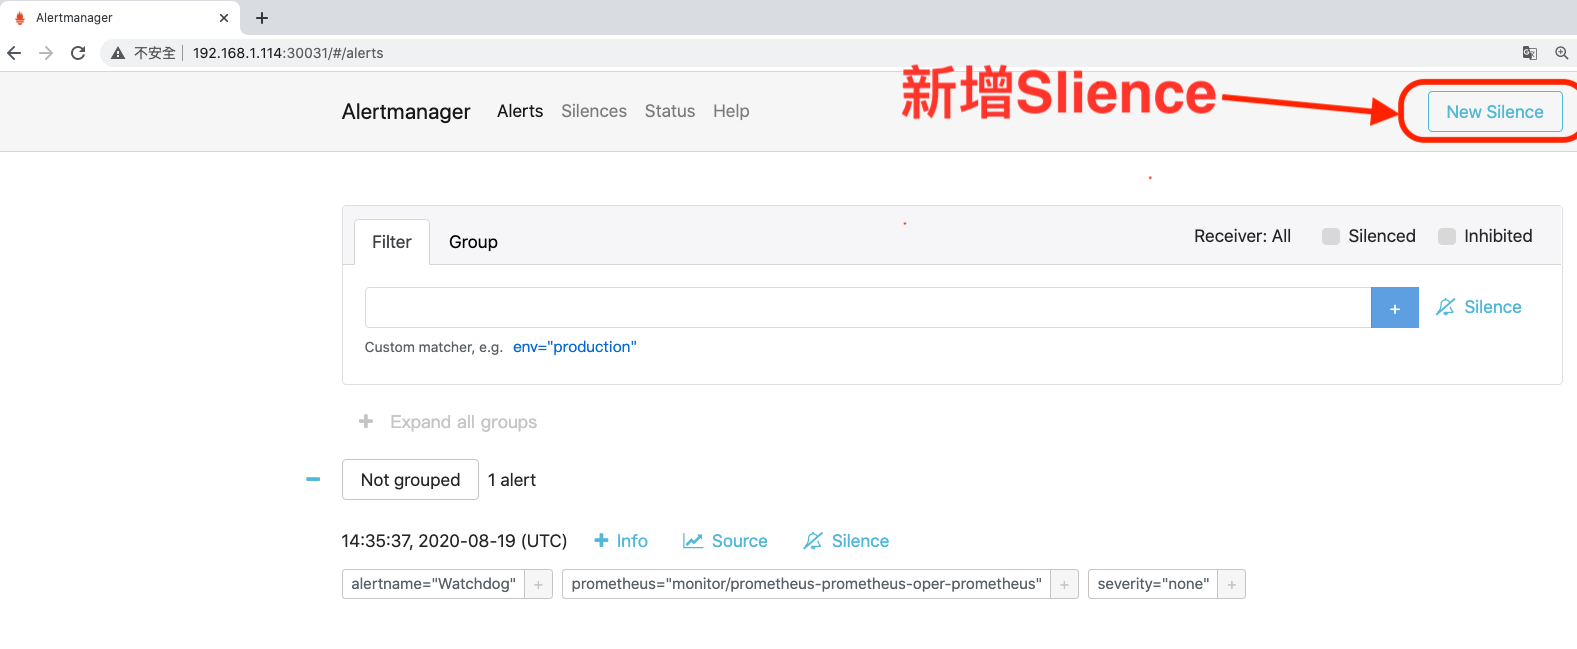 Alertmanager
不安全 192.168.1.114:30031/#/alerts
Alertmanager Alerts Silences Status Help 新增Slience New Silence
Filter Group Receiver: All Silenced Inhibited
+ Silence
Custom matcher, e.g. env="production"
+ Expand all groups
Not grouped 1 alert
14:35:37, 2020-08-19 (UTC) + Info Source Silence
alertname="Watchdog" + prometheus="monitor/prometheus-prometheus-oper-prometheus" + severity="none" +